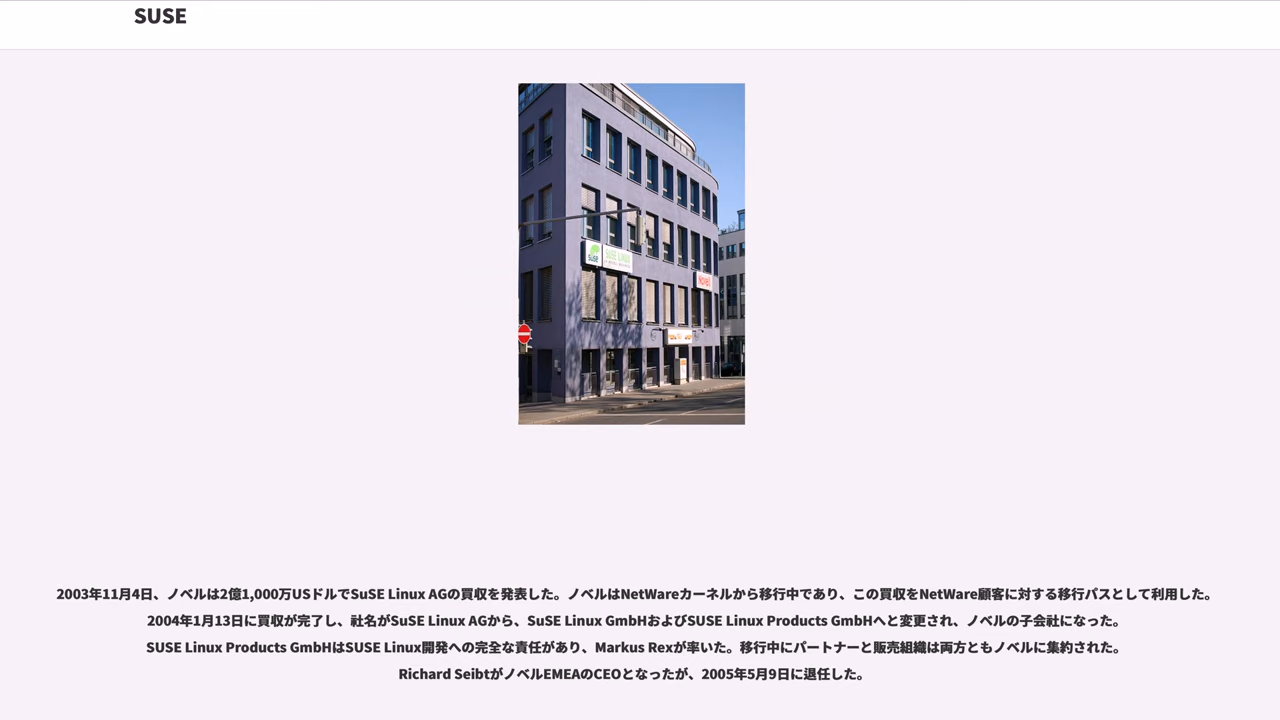 SUSE
SUSE
SUSE LINUX
Novell
2003年11月4日、ノベルは2億1,000万USドルでSuSE Linux AGの買収を発表した。ノベルはNetWareカーネルから移行中であり、この買収をNetWare顧客に対する移行パスとして利用した。
2004年1月13日に買収が完了し、社名がSuSE Linux AGから、SuSE Linux GmbHおよびSUSE Linux Products GmbHへと変更され、ノベルの子会社になった。
SUSE Linux Products GmbHはSUSE Linux開発への完全な責任があり、Markus Rexが率いた。移行中にパートナーと販売組織は両方ともノベルに集約された。
Richard SeibtがノベルEMEAのCEOとなったが、2005年5月9日に退任した。